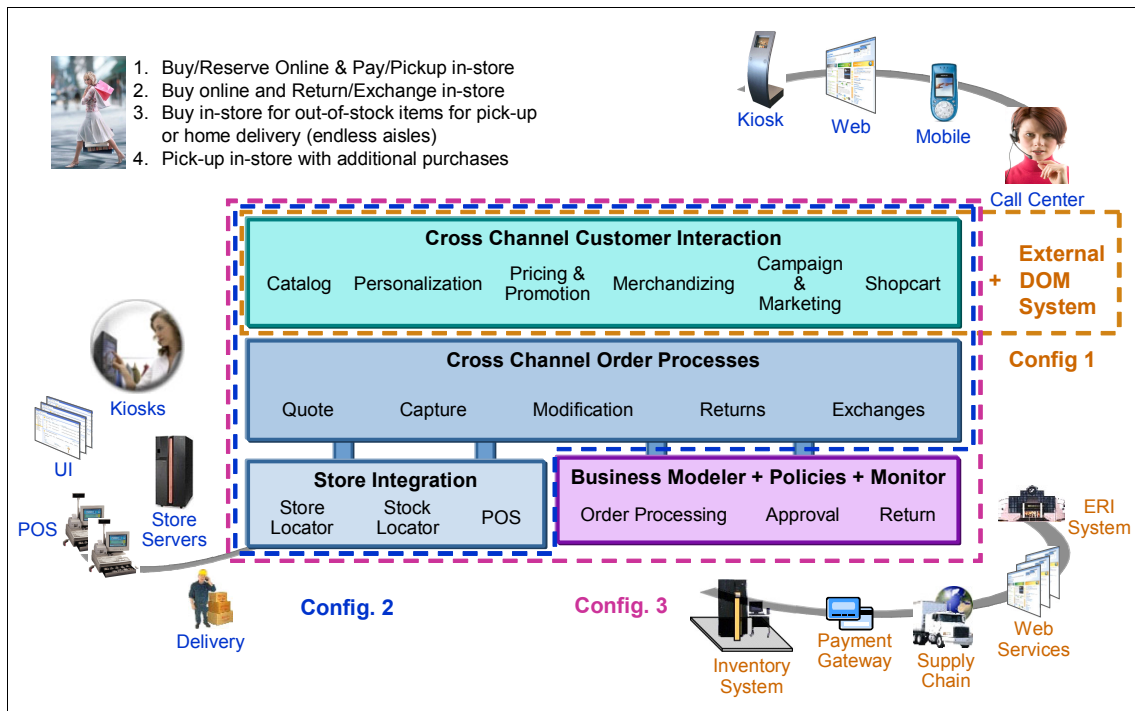 1. Buy/Reserve Online & Pay/Pickup in-store
2. Buy online and Return/Exchange in-store
3. Buy in-store for out-of-stock items for pick-up
or home delivery (endless aisles)
4. Pick-up in-store with additional purchases
Kiosk
Web
Mobile
Call Center
Cross Channel Customer Interaction
Catalog
Personalization
Pricing &
Promotion
Merchandizing
Campaign
&
Marketing
Shopcart
+
External
DOM
System
Config 1
Cross Channel Order Processes
Quote
Capture
Modification
Returns
Exchanges
Kiosks
UI
POS
Store
Servers
Delivery
Store Integration
Store
Locator
Stock
Locator
POS
Business Modeler + Policies + Monitor
Order Processing
Approval
Return
Config. 2
Config. 3
ERI
System
Web
Services
Supply
Chain
Payment
Gateway
Inventory
System